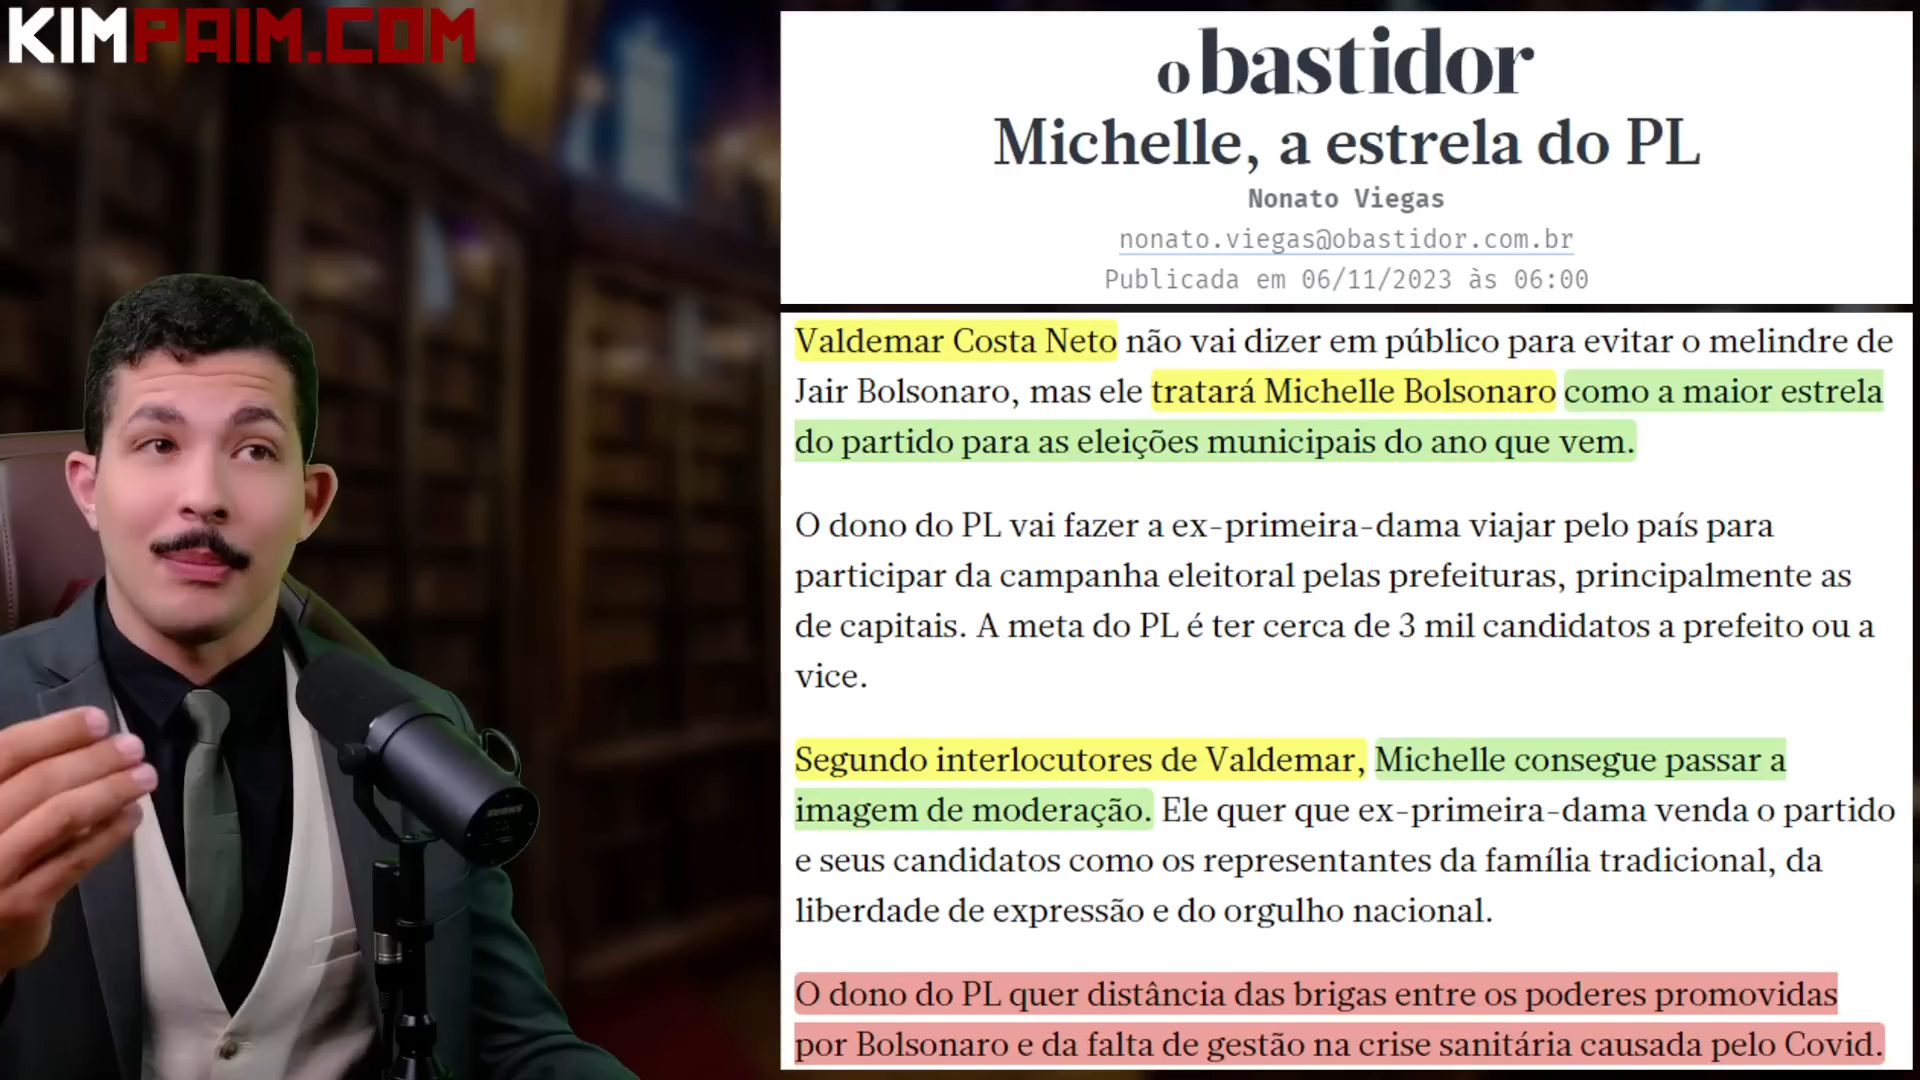 KIMPAIM.COM
o bastidor
Michelle, a estrela do PL
Nonato Viegas
nonato.viegas@obastidor.com.br
Publicada em 06/11/2023 às 06:00
Valdemar Costa Neto não vai dizer em público para evitar o melindre de
Jair Bolsonaro, mas ele tratará Michelle Bolsonaro como a maior estrela
do partido para as eleições municipais do ano que vem.
O dono do PL vai fazer a ex-primeira-dama viajar pelo país para
participar da campanha eleitoral pelas prefeituras, principalmente as
de capitais. A meta do PL é ter cerca de 3 mil candidatos a prefeito ou a
vice.
Segundo interlocutores de Valdemar, Michelle consegue passar a
imagem de moderação. Ele quer que ex-primeira-dama venda o partido
e seus candidatos como os representantes da família tradicional, da
liberdade de expressão e do orgulho nacional.
O dono do PL quer distância das brigas entre os poderes promovidas
por Bolsonaro e da falta de gestão na crise sanitária causada pelo Covid.